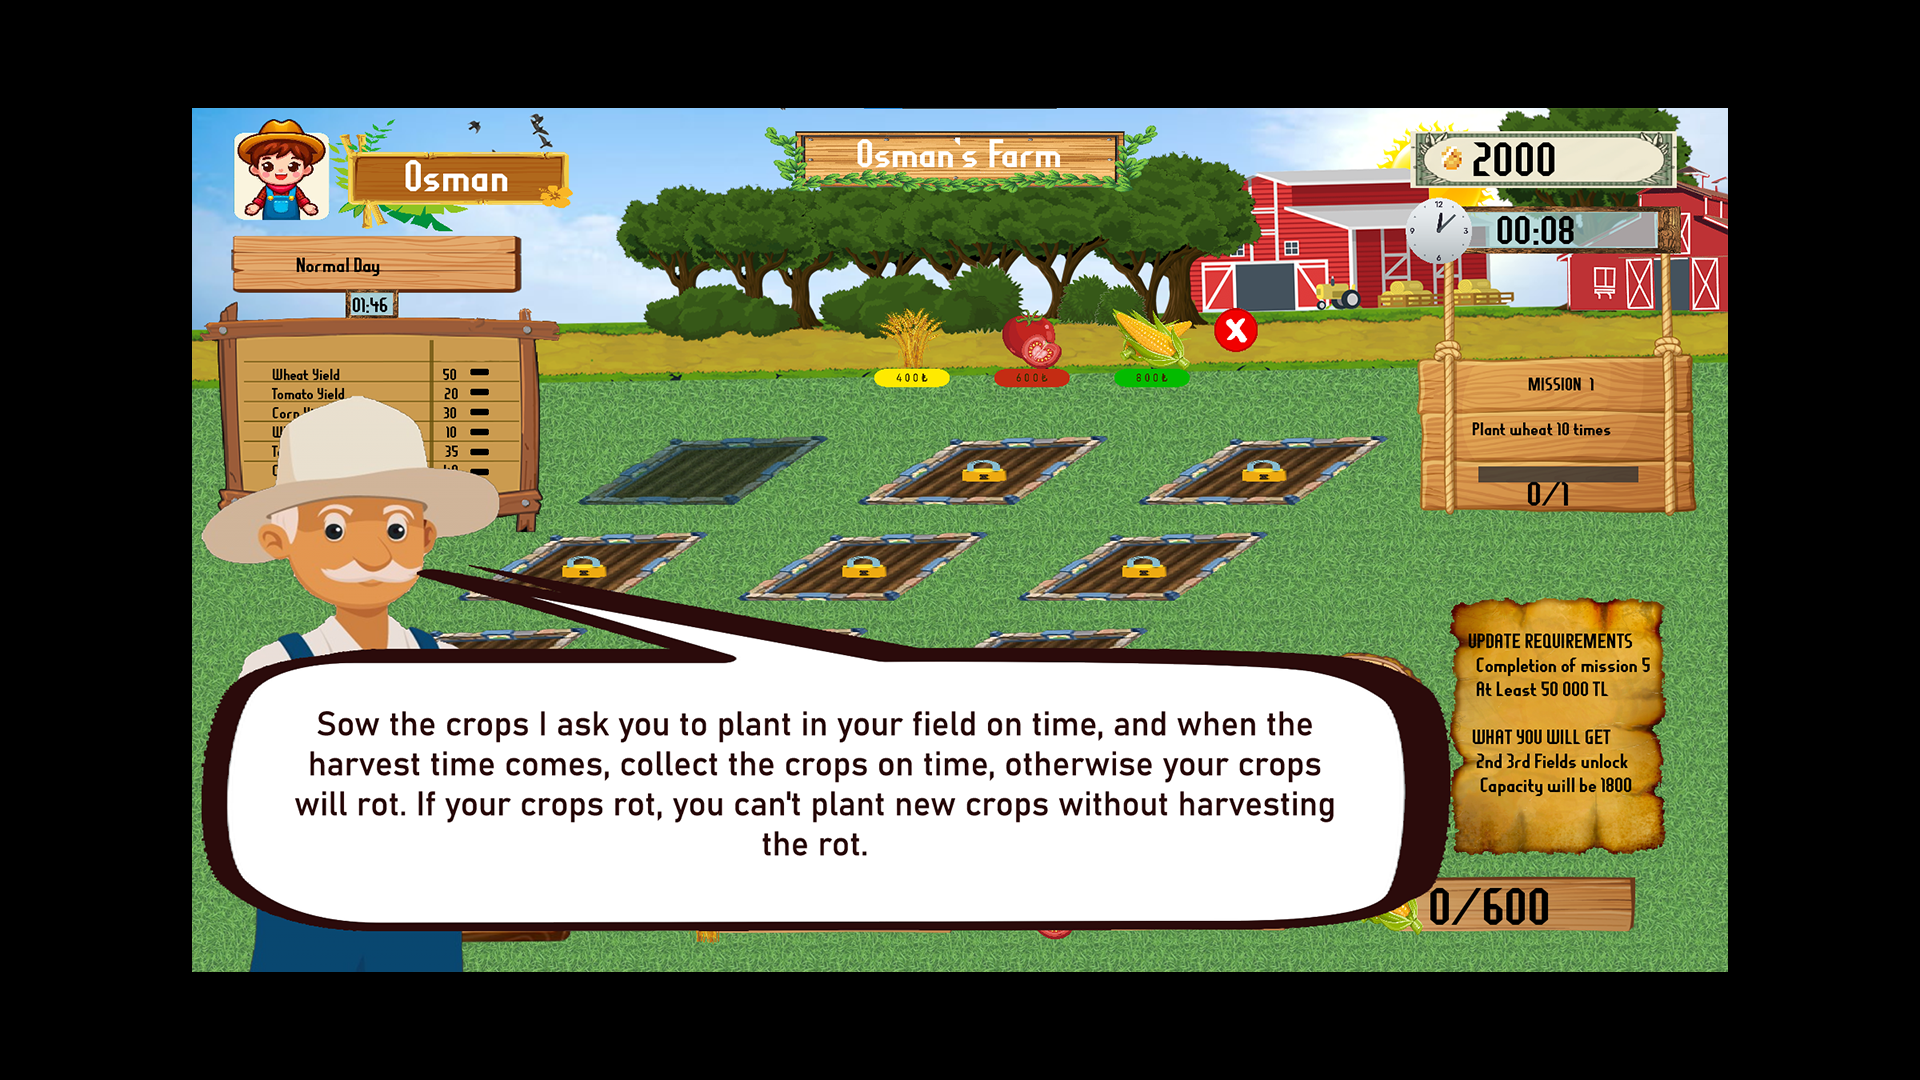 Osman
Osman's Farm
2000
12
3
6
9
00:08
Normal Day
01:46
Wheat Yield 50
Tomato Yield 20
Corn 30
10
35
400₺
600₺
800₺
X
MISSION 1
Plant wheat 10 times
0/1
UPDATE REQUIREMENTS
Completion of mission 5
At Least 50 000 TL
WHAT YOU WILL GET
2nd 3rd Fields unlock
Capacity will be 1800
Sow the crops I ask you to plant in your field on time, and when the
harvest time comes, collect the crops on time, otherwise your crops
will rot. If your crops rot, you can't plant new crops without harvesting
the rot.
0/600